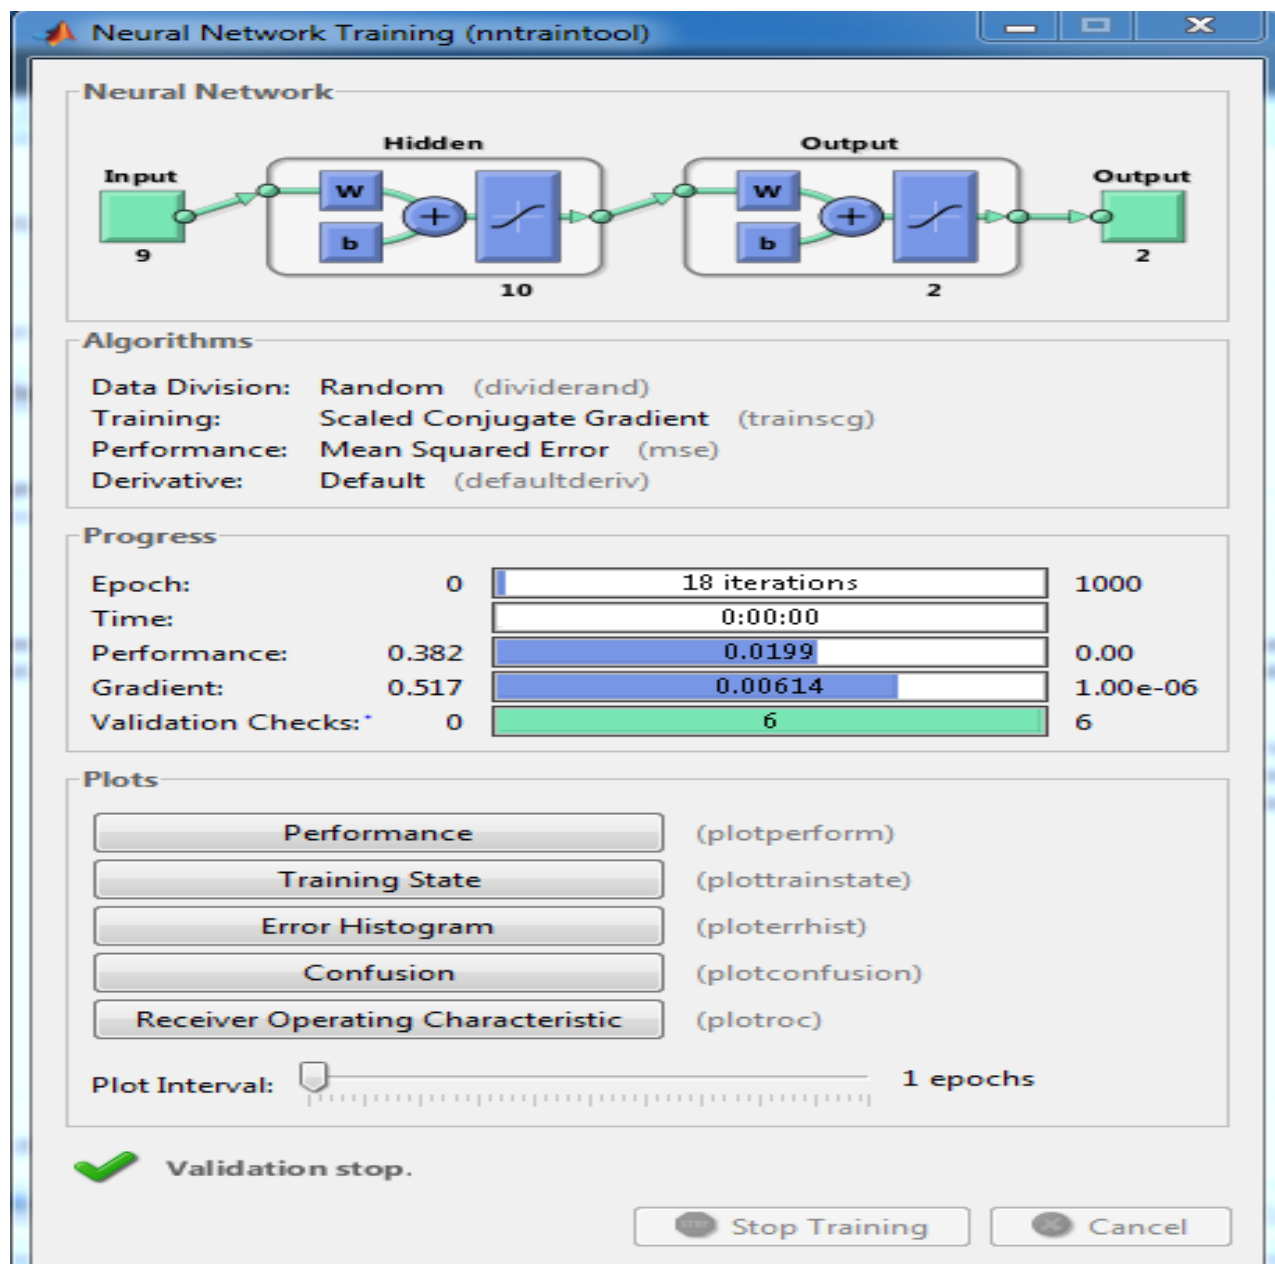 Neural Network Training (nntraintool)
Neural Network
Hidden Output
Input Output
W W
b b
9 2
10 2
Algorithms
Data Division: Random (dividerand)
Training: Scaled Conjugate Gradient (trainscg)
Performance: Mean Squared Error (mse)
Derivative: Default (defaultderiv)
Progress
Epoch: 0 18 iterations 1000
Time: 0:00:00
Performance: 0.382 0.0199 0.00
Gradient: 0.517 0.00614 1.00e-06
Validation Checks: 0 6 6
Plots
Performance (plotperform)
Training State (plottrainstate)
Error Histogram (ploterrhist)
Confusion (plotconfusion)
Receiver Operating Characteristic (plotroc)
Plot Interval: 1 epochs
Validation stop.
Stop Training Cancel